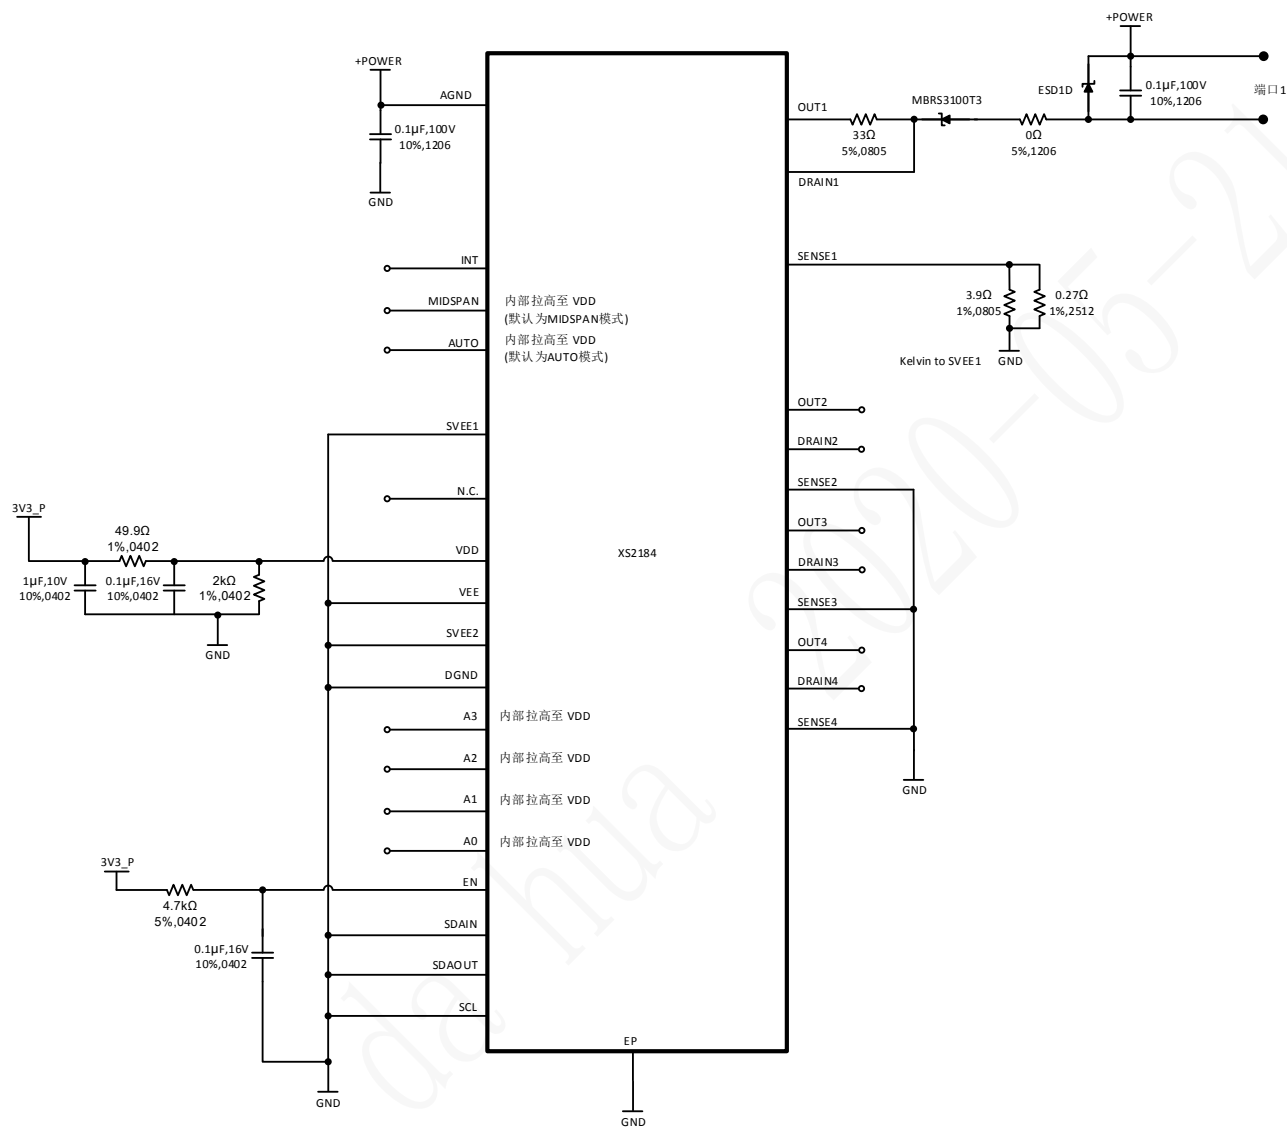 +POWER
AGND
0.1µF,100V
10%,1206
GND
INT
MIDSPAN
内部拉高至 VDD
(默认为MIDSPAN模式)
AUTO
内部拉高至 VDD
(默认为AUTO模式)
SVEE1
N.C.
3V3_P
49.9Ω
1%,0402
VDD
1µF,10V
10%,0402
0.1µF,16V
10%,0402
2kΩ
1%,0402
GND
VEE
SVEE2
DGND
A3
内部拉高至 VDD
A2
内部拉高至 VDD
A1
内部拉高至 VDD
A0
内部拉高至 VDD
3V3_P
4.7kΩ
5%,0402
EN
0.1µF,16V
10%,0402
SDAIN
SDAOUT
SCL
GND
XS2184
EP
GND
+POWER
OUT1
33Ω
5%,0805
MBRS3100T3
0Ω
5%,1206
ESD1D
0.1µF,100V
10%,1206
端口1
DRAIN1
SENSE1
3.9Ω
1%,0805
0.27Ω
1%,2512
Kelvin to SVEE1
GND
OUT2
DRAIN2
SENSE2
OUT3
DRAIN3
SENSE3
OUT4
DRAIN4
SENSE4
GND
da hua 2020-05-21